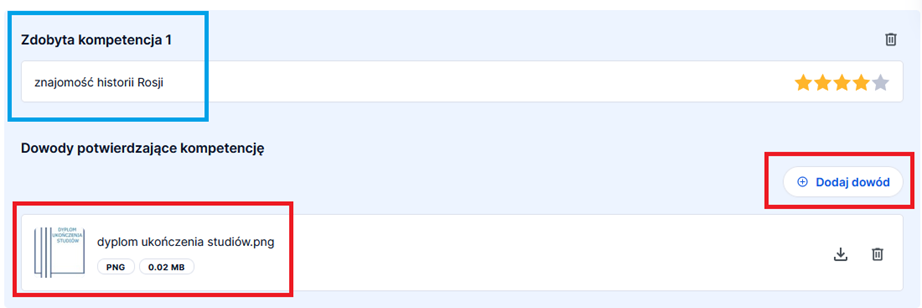 Zdobyta kompetencja 1
znajomość historii Rosji
Dowody potwierdzające kompetencję
Dodaj dowód
DYPLOM
UKOŃCZENIA
STUDIÓW
dyplom ukończenia studiów.png
PNG 0.02 MB